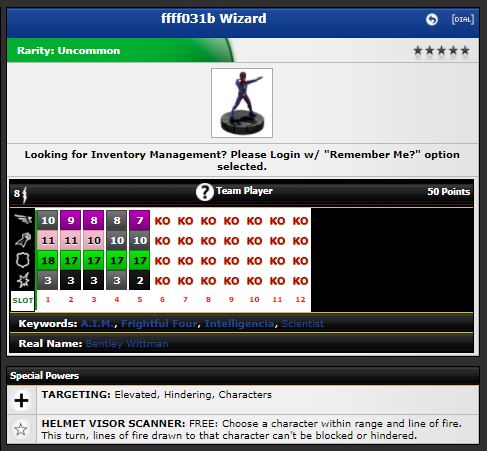 ffff031b Wizard
[DIAL]
Rarity: Uncommon
Looking for Inventory Management? Please Login w/ "Remember Me?" option
selected.
8 ? Team Player 50 Points
10 9 8 8 7 KO KO KO KO KO KO KO
11 11 10 10 10 KO KO KO KO KO KO KO
18 17 17 17 17 KO KO KO KO KO KO KO
3 3 3 3 2 KO KO KO KO KO KO KO
SLOT 1 2 3 4 5 6 7 8 9 10 11 12
Keywords: A.I.M., Frightful Four, Intelligencia, Scientist
Real Name: Bentley Wittman
Special Powers
TARGETING: Elevated, Hindering, Characters
HELMET VISOR SCANNER: FREE: Choose a character within range and line of fire.
This turn, lines of fire drawn to that character can't be blocked or hindered.